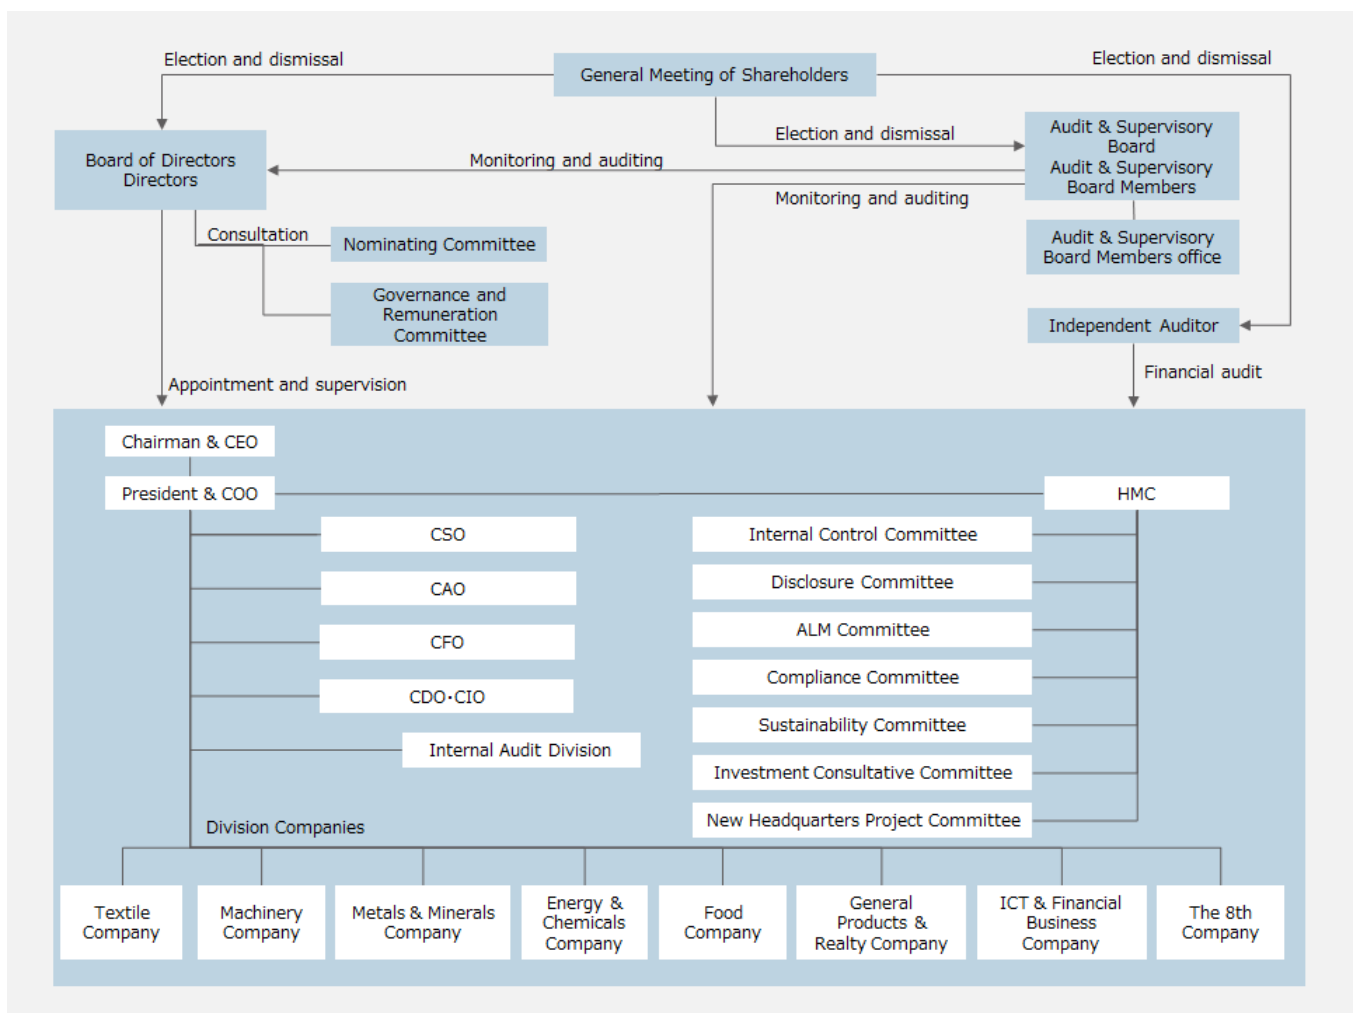 Election and dismissal
General Meeting of Shareholders
Election and dismissal
Election and dismissal
Audit & Supervisory
Board
Audit & Supervisory
Board Members
Board of Directors
Directors
Monitoring and auditing
Monitoring and auditing
Consultation
Nominating Committee
Audit & Supervisory
Board Members office
Governance and
Remuneration
Committee
Independent Auditor
Appointment and supervision
Financial audit
Chairman & CEO
President & COO
HMC
CSO
CAO
CFO
CDO・CIO
Internal Audit Division
Internal Control Committee
Disclosure Committee
ALM Committee
Compliance Committee
Sustainability Committee
Investment Consultative Committee
New Headquarters Project Committee
Division Companies
Textile
Company
Machinery
Company
Metals & Minerals
Company
Energy &
Chemicals
Company
Food
Company
General
Products &
Realty Company
ICT & Financial
Business
Company
The 8th
Company